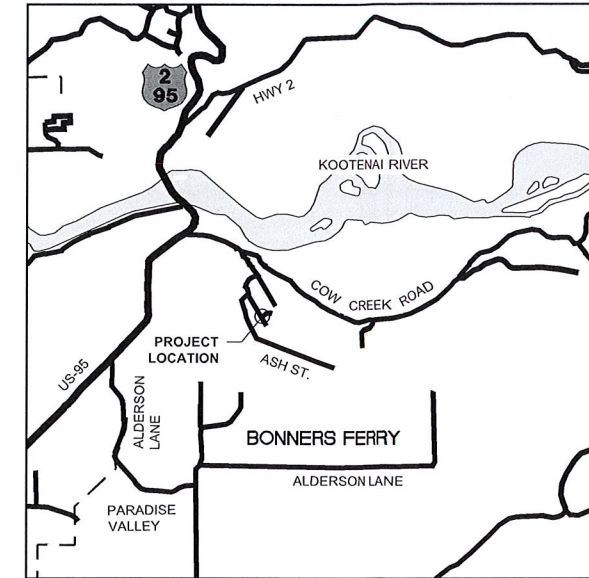 2
95
HWY 2
KOOTENAI RIVER
COW CREEK ROAD
PROJECT
LOCATION
ASH ST.
US-95
ALDERSON
LANE
BONNERS FERRY
ALDERSON LANE
PARADISE
VALLEY